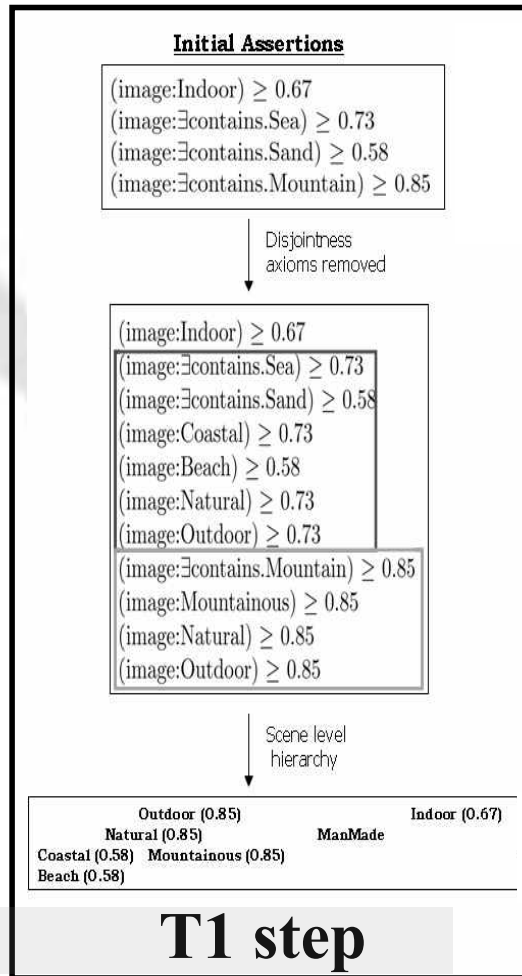 Initial Assertions
(image:Indoor) ≥ 0.67
(image:∃contains.Sea) ≥ 0.73
(image:∃contains.Sand) ≥ 0.58
(image:∃contains.Mountain) ≥ 0.85
Disjointness
axioms removed
(image:Indoor) ≥ 0.67
(image:∃contains.Sea) ≥ 0.73
(image:∃contains.Sand) ≥ 0.58
(image:Coastal) ≥ 0.73
(image:Beach) ≥ 0.58
(image:Natural) ≥ 0.73
(image:Outdoor) ≥ 0.73
(image:∃contains.Mountain) ≥ 0.85
(image:Mountainous) ≥ 0.85
(image:Natural) ≥ 0.85
(image:Outdoor) ≥ 0.85
Scene level
hierarchy
Outdoor (0.85) Indoor (0.67)
Natural (0.85) ManMade
Coastal (0.58) Mountainous (0.85)
Beach (0.58)
T1 step